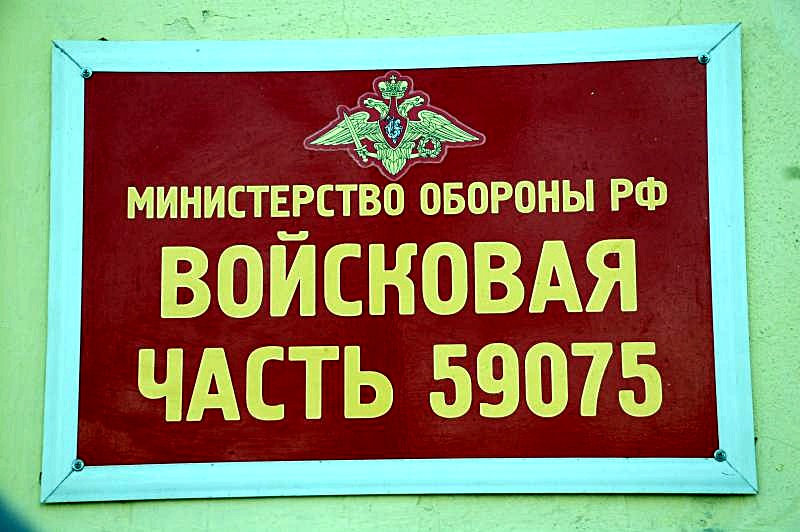 МИНИСТЕРСТВО ОБОРОНЫ РФ
ВОЙСКОВАЯ
ЧАСТЬ 59075